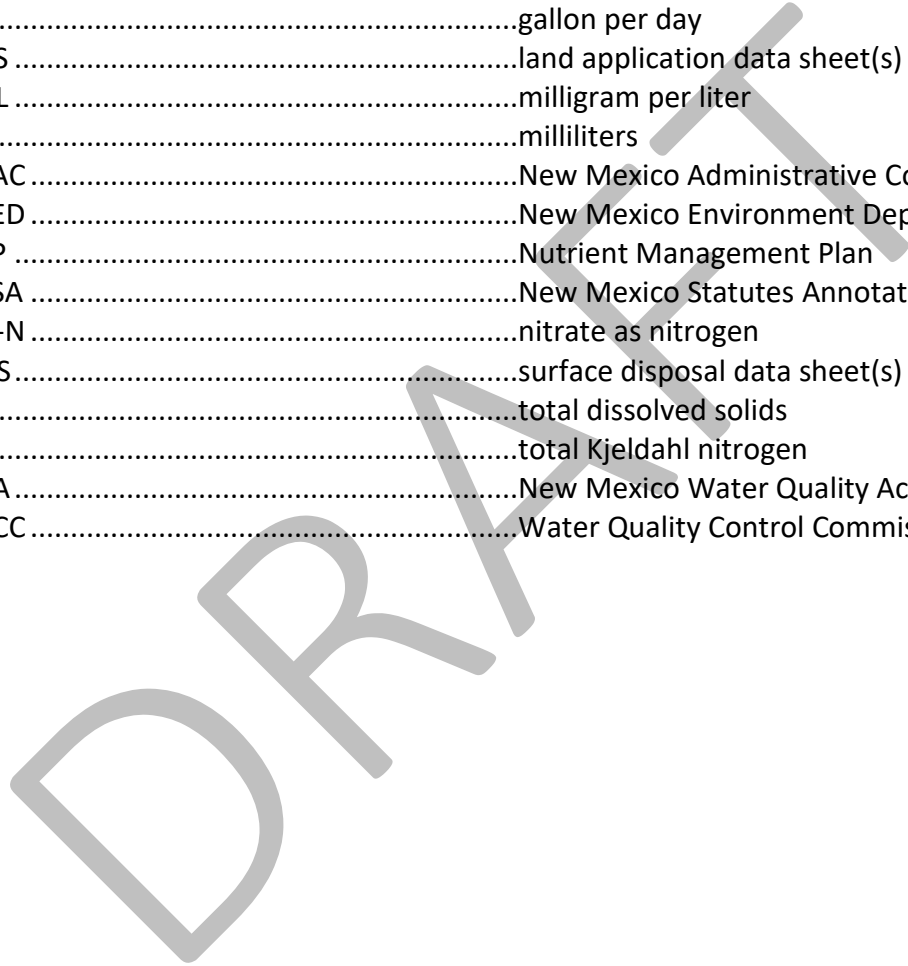 ..................................................gallon per day
S ..................................................land application data sheet(s)
L ..................................................milligram per liter
..................................................milliliters
AC ..................................................New Mexico Administrative Co
ED ..................................................New Mexico Environment Dep
P ..................................................Nutrient Management Plan
SA ..................................................New Mexico Statutes Annotat
-N ..................................................nitrate as nitrogen
S ..................................................surface disposal data sheet(s)
..................................................total dissolved solids
..................................................total Kjeldahl nitrogen
A ..................................................New Mexico Water Quality Ac
CC ..................................................Water Quality Control Commis
DRAFT